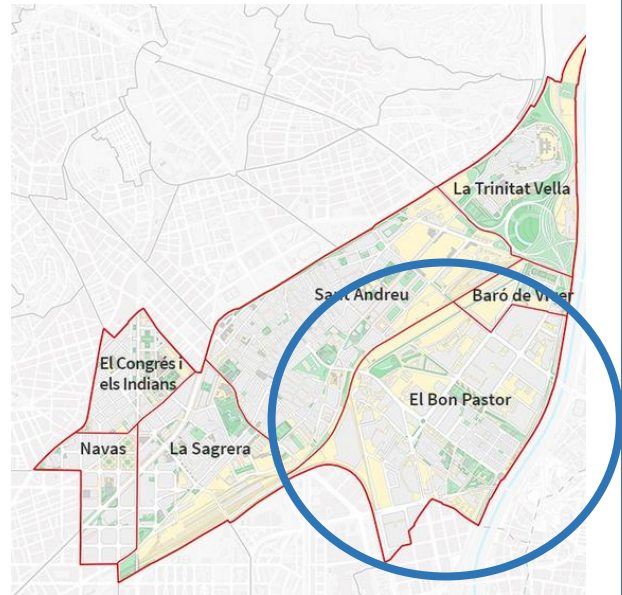 La Trinitat Vella
Sant Andreu
Baró de Viver
El Congrés i
els Indians
El Bon Pastor
Navas
La Sagrera